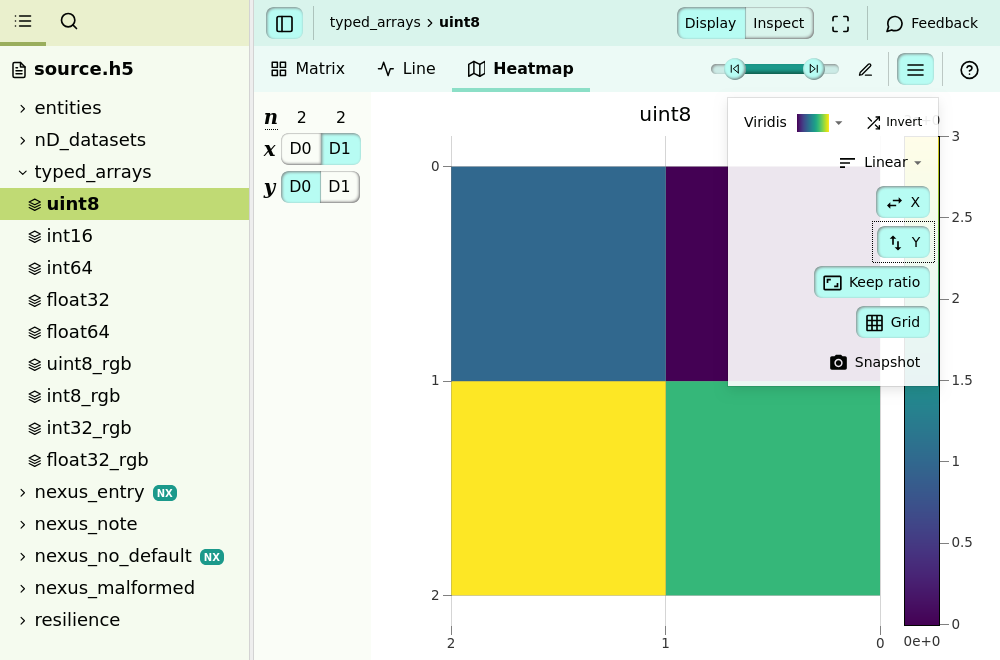 typed_arrays > uint8
Display
Inspect
Feedback
source.h5
entities
nD_datasets
typed_arrays
uint8
int16
int64
float32
float64
uint8_rgb
int8_rgb
int32_rgb
float32_rgb
nexus_entry NX
nexus_note
nexus_no_default NX
nexus_malformed
resilience
Matrix
Line
Heatmap
n 2 2
x D0 D1
y D0 D1
uint8
0
1
2
2
1
0
Viridis
Invert
Linear
X
Y
Keep ratio
Grid
Snapshot
3
2.5
2
1.5
1
0.5
0
0e+0